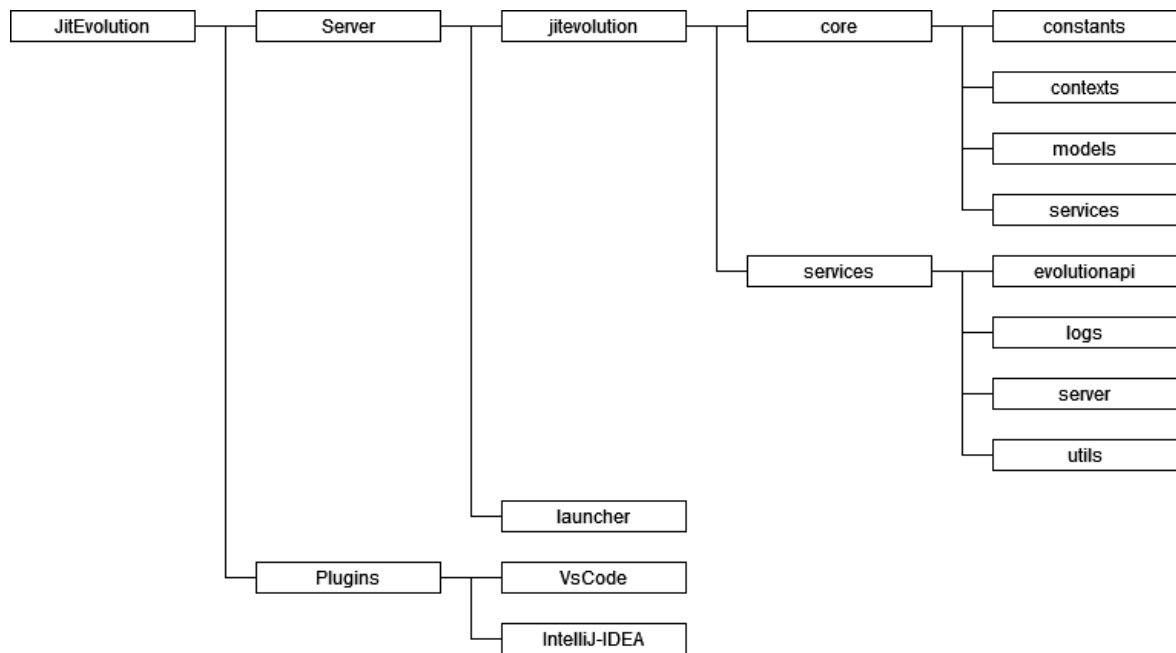 JitEvolution
Server
jitevolution
core
constants
contexts
models
services
services
evolutionapi
logs
server
utils
launcher
Plugins
VsCode
IntelliJ-IDEA